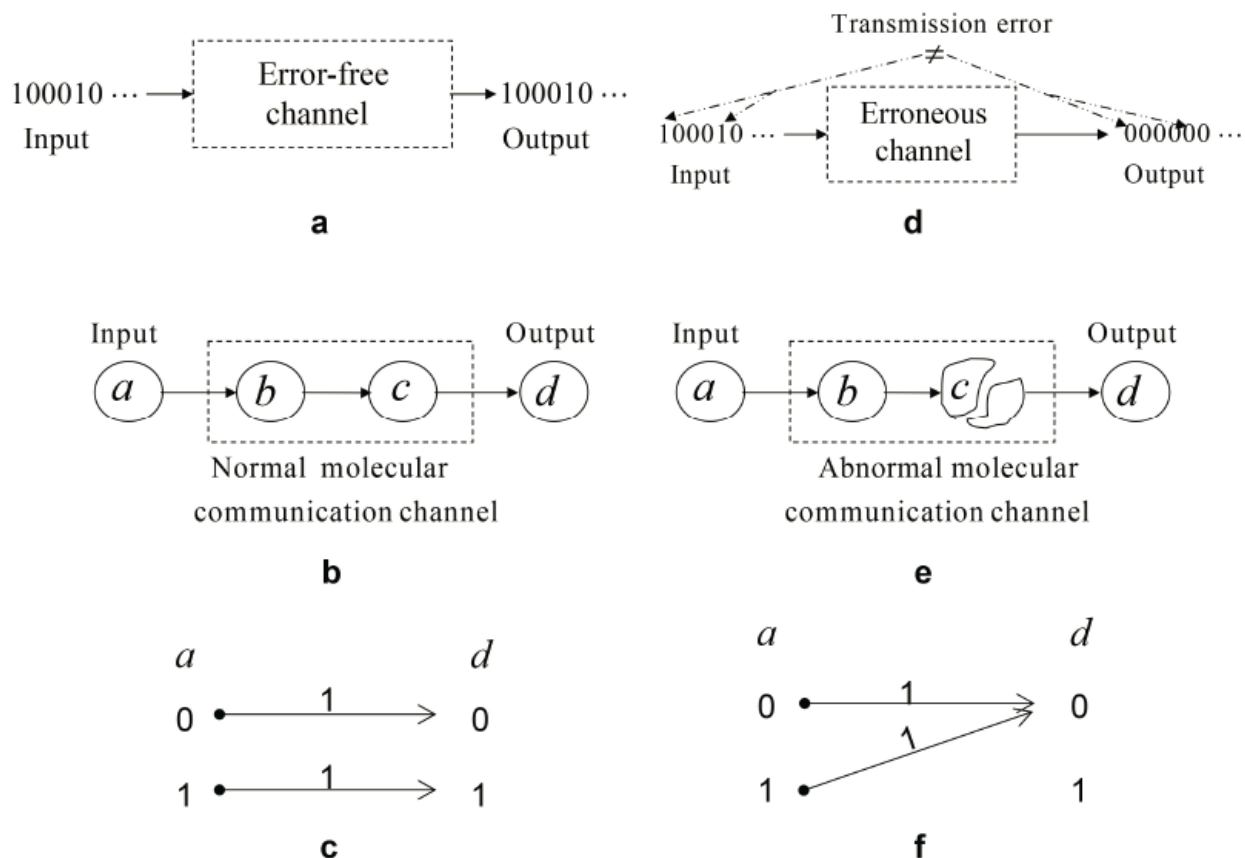 Error-free
channel
100010 ···
100010 ···
Input
Output
a
Transmission error
≠
Erroneous
channel
100010 ···
000000 ···
Input
Output
d
Input
Output
a
b
c
d
Normal molecular
communication channel
b
Input
Output
a
b
c
d
Abnormal molecular
communication channel
e
a
d
0
1
0
1
1
1
c
a
d
0
1
0
1
1
1
f